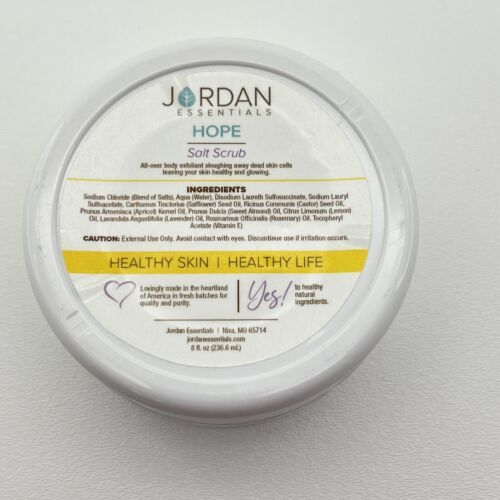 JORDAN
ESSENTIALS
HOPE
Salt Scrub
All-over body exfoliant sloughing away dead skin cells
leaving your skin healthy and glowing.
INGREDIENTS
Sodium Chloride (Blend of Salts), Aqua (Water), Disodium Laureth Sulfosuccinate, Sodium Lauryl
Sulfoacetate, Carthamus Tinctorius (Safflower) Seed Oil, Ricinus Communis (Castor) Seed Oil,
Prunus Armeniaca (Apricot) Kernel Oil, Prunus Dulcis (Sweet Almond) Oil, Citrus Limonum (Lemon)
Oil, Lavandula Angustifolia (Lavender) Oil, Rosmarinus Officinalis (Rosemary) Oil, Tocopheryl
Acetate (Vitamin E)
CAUTION: External Use Only. Avoid contact with eyes. Discontinue use if irritation occurs.
HEALTHY SKIN | HEALTHY LIFE
Lovingly made in the heartland
of America in fresh batches for
quality and purity.
Yes!
to healthy
natural
ingredients.
Jordan Essentials | Nixa, MO 65714
jordanessentials.com
8 fl. oz (236.6 mL)